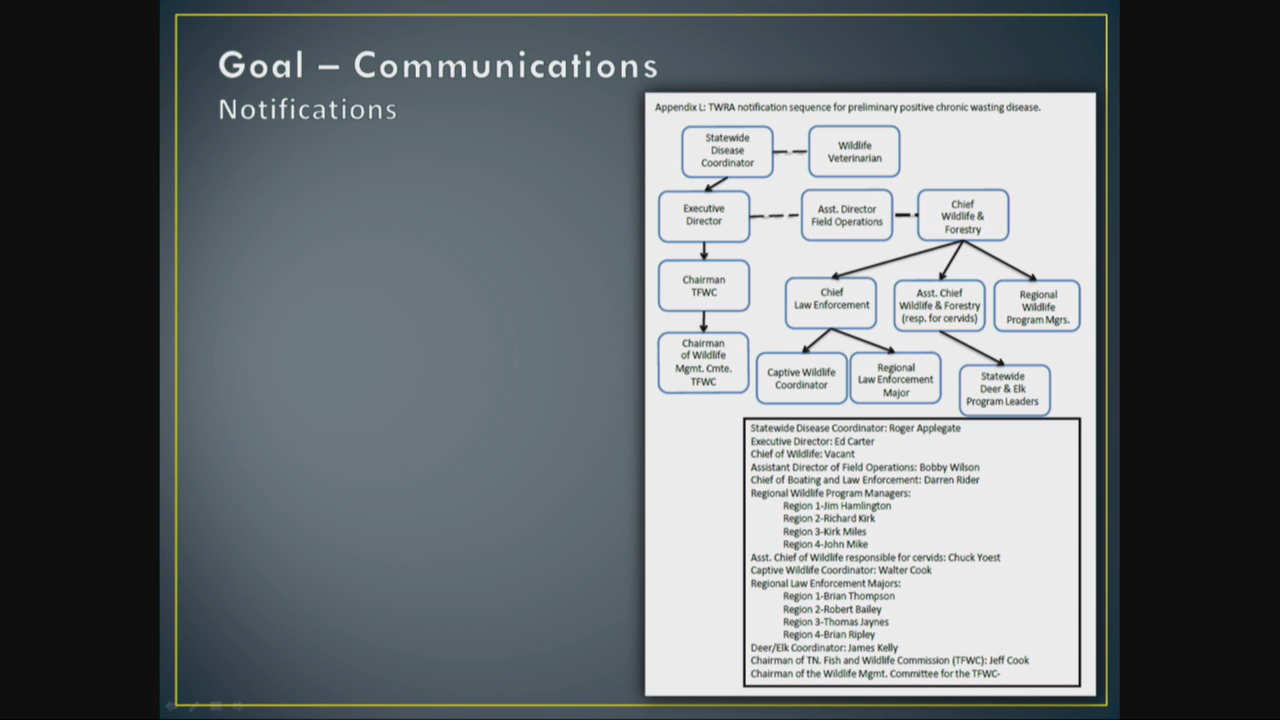 Goal – Communications
Notifications
Appendix L: TWRA notification sequence for preliminary positive chronic wasting disease.
Statewide
Disease
Coordinator
Wildlife
Veterinarian
Executive
Director
Asst. Director
Field Operations
Chief
Wildlife &
Forestry
Chairman
TFWC
Chief
Law Enforcement
Asst. Chief
Wildlife & Forestry
(resp. for cervids)
Regional
Wildlife
Program Mgrs.
Chairman
of Wildlife
Mgmt. Cmte.
TFWC
Captive Wildlife
Coordinator
Regional
Law Enforcement
Major
Statewide
Deer & Elk
Program Leaders
Statewide Disease Coordinator: Roger Applegate
Executive Director: Ed Carter
Chief of Wildlife: Vacant
Assistant Director of Field Operations: Bobby Wilson
Chief of Boating and Law Enforcement: Darren Rider
Regional Wildlife Program Managers:
Region 1-Jim Hamlington
Region 2-Richard Kirk
Region 3-Kirk Miles
Region 4-John Mike
Asst. Chief of Wildlife responsible for cervids: Chuck Yoest
Captive Wildlife Coordinator: Walter Cook
Regional Law Enforcement Majors:
Region 1-Brian Thompson
Region 2-Robert Bailey
Region 3-Thomas Jaynes
Region 4-Brian Ripley
Deer/Elk Coordinator: James Kelly
Chairman of TN. Fish and Wildlife Commission (TFWC): Jeff Cook
Chairman of the Wildlife Mgmt. Committee for the TFWC-